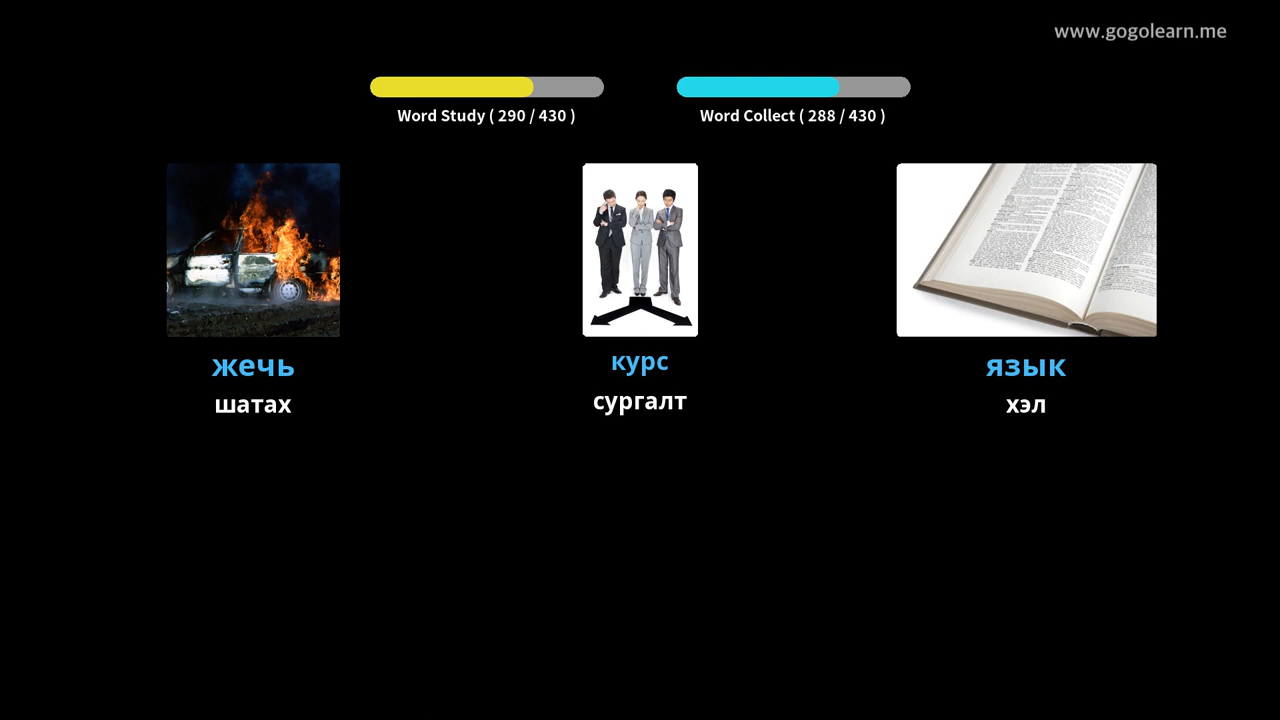 www.gogolearn.me
Word Study ( 290 / 430 )
Word Collect ( 288 / 430 )
жечь
шатах
курс
сургалт
язык
хэл